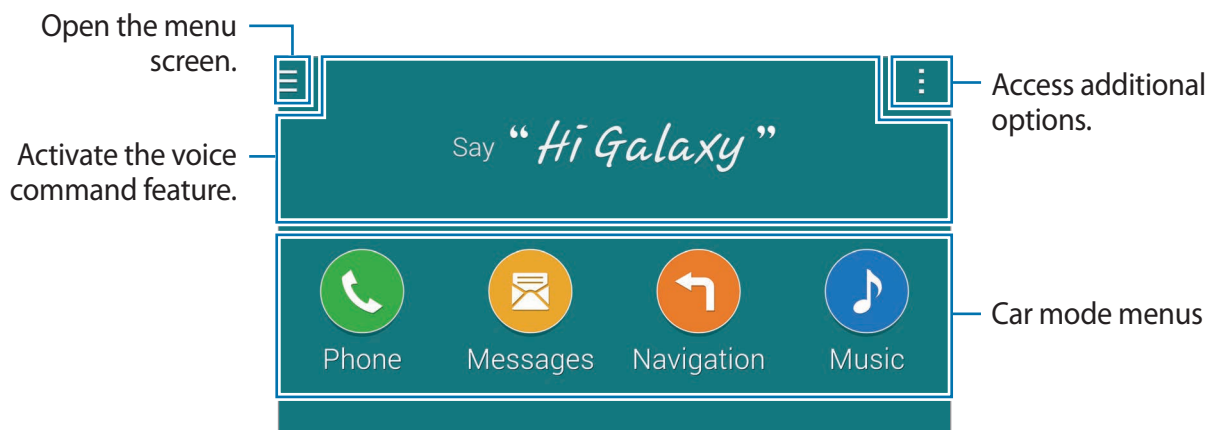 Open the menu
screen.
Access additional
options.
Say “Hi Galaxy”
Activate the voice
command feature.
Phone Messages Navigation Music
Car mode menus